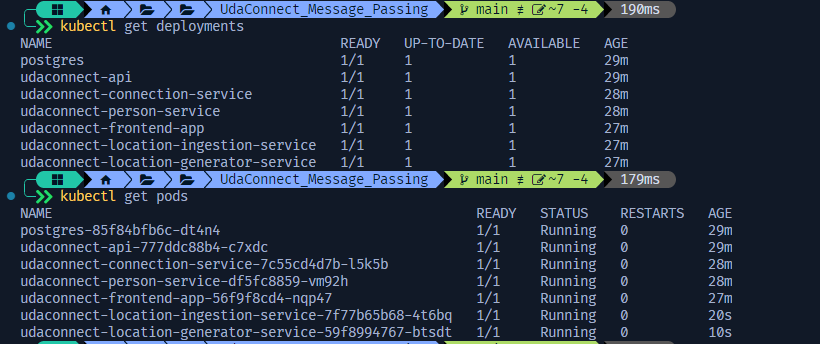 UdaConnect_Message_Passing main ≢ ~7 -4 190ms
kubectl get deployments
NAME READY UP-TO-DATE AVAILABLE AGE
postgres 1/1 1 1 29m
udaconnect-api 1/1 1 1 29m
udaconnect-connection-service 1/1 1 1 28m
udaconnect-person-service 1/1 1 1 28m
udaconnect-frontend-app 1/1 1 1 27m
udaconnect-location-ingestion-service 1/1 1 1 27m
udaconnect-location-generator-service 1/1 1 1 27m
UdaConnect_Message_Passing main ≢ ~7 -4 179ms
kubectl get pods
NAME READY STATUS RESTARTS AGE
postgres-85f84bfb6c-dt4n4 1/1 Running 0 29m
udaconnect-api-777ddc88b4-c7xdc 1/1 Running 0 29m
udaconnect-connection-service-7c55cd4d7b-l5k5b 1/1 Running 0 28m
udaconnect-person-service-df5fc8859-vm92h 1/1 Running 0 28m
udaconnect-frontend-app-56f9f8cd4-nqp47 1/1 Running 0 27m
udaconnect-location-ingestion-service-7f77b65b68-4t6bq 1/1 Running 0 20s
udaconnect-location-generator-service-59f8994767-btsdt 1/1 Running 0 10s